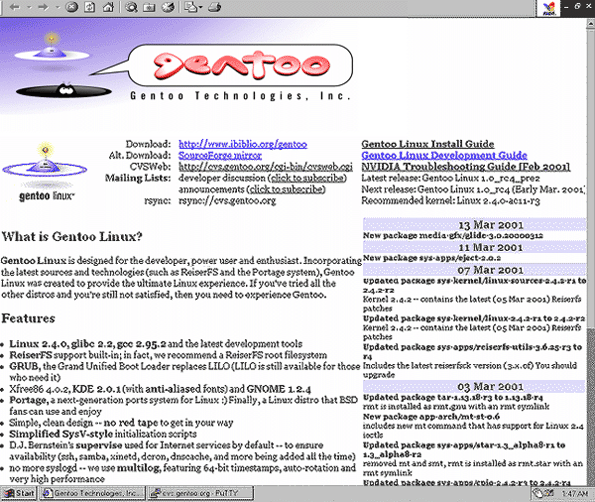 gentoo
Gentoo Technologies, Inc.
gentoo linux
Download: http://www.ibiblio.org/gentoo
Alt. Download: SourceForge mirror
CVSWeb: http://cvs.gentoo.org/cgi-bin/cvsweb.cgi
Mailing Lists: developer discussion (click to subscribe)
announcements (click to subscribe)
rsync: rsync://cvs.gentoo.org
Gentoo Linux Install Guide
Gentoo Linux Development Guide
NVIDIA Troubleshooting Guide [Feb 2001]
Latest release: Gentoo Linux 1.0_rc4_pre2
Next release: Gentoo Linux 1.0_rc4 (Early Mar. 2001)
Recommended kernel: Linux 2.4.0-ac11-r3
What is Gentoo Linux?
Gentoo Linux is designed for the developer, power user and enthusiast. Incorporating
the latest sources and technologies (such as ReiserFS and the Portage system), Gentoo
Linux was created to provide the ultimate Linux experience. If you've tried all the
other distros and you're still not satisfied, then you need to experience Gentoo.
Features
Linux 2.4.0, glibc 2.2, gcc 2.95.2 and the latest development tools
ReiserFS support built-in; in fact, we recommend a ReiserFS root filesystem
GRUB, the Grand Unified Boot Loader replaces LILO (LILO is still available for those
who need it)
Xfree86 4.0.2, KDE 2.0.1 (with anti-aliased fonts) and GNOME 1.2.4
Portage, a next-generation ports system for Linux :) Finally, a Linux distro that BSD
fans can use and enjoy
Simple, clean design -- no red tape to get in your way
Simplified SysV-style initialization scripts
D.J. Bernstein's supervise used for Internet services by default -- to ensure
availability (ssh, samba, xinetd, dcron, dnscache, and more being added all the time)
no more syslogd -- we use multilog, featuring 64-bit timestamps, auto-rotation and
very high performance
13 Mar 2001
New package media-gfx/glide-3.0.20000312
11 Mar 2001
New package sys-apps/eject-2.0.2
07 Mar 2001
Updated package sys-kernel/linux-sources-2.4.2-r1 to
2.4.2-r2
Kernel 2.4.2 -- contains the latest (05 Mar 2001) Reiserfs
patches
Updated package sys-kernel/linux-2.4.2-r1 to 2.4.2-r2
Kernel 2.4.2 -- contains the latest (05 Mar 2001) Reiserfs
patches
Updated package sys-apps/reiserfs-utils-3.6.25-r3 to
r4
Includes the latest reiserfsck version (3.x.0f) You should
upgrade
03 Mar 2001
Updated package tar-1.13.18-r3 to 1.13.18-r4
rmt is installed as rmt.gnu with an rmt symlink
New package app-arch/mt-st-0.6
includes new mt command that has support for Linux 2.4
ioctls
Updated package sys-apps/star-1.3_alpha8-r1 to
1.3_alpha8-r2
removed mt and smt, rmt is installed as rmt.star with an
rmt symlink
Updated package sys-apps/cpio-2.4.2-r2 to
Start
Gentoo Technologies, Inc...
cvs.gentoo.org - PuTTY
1:47 AM